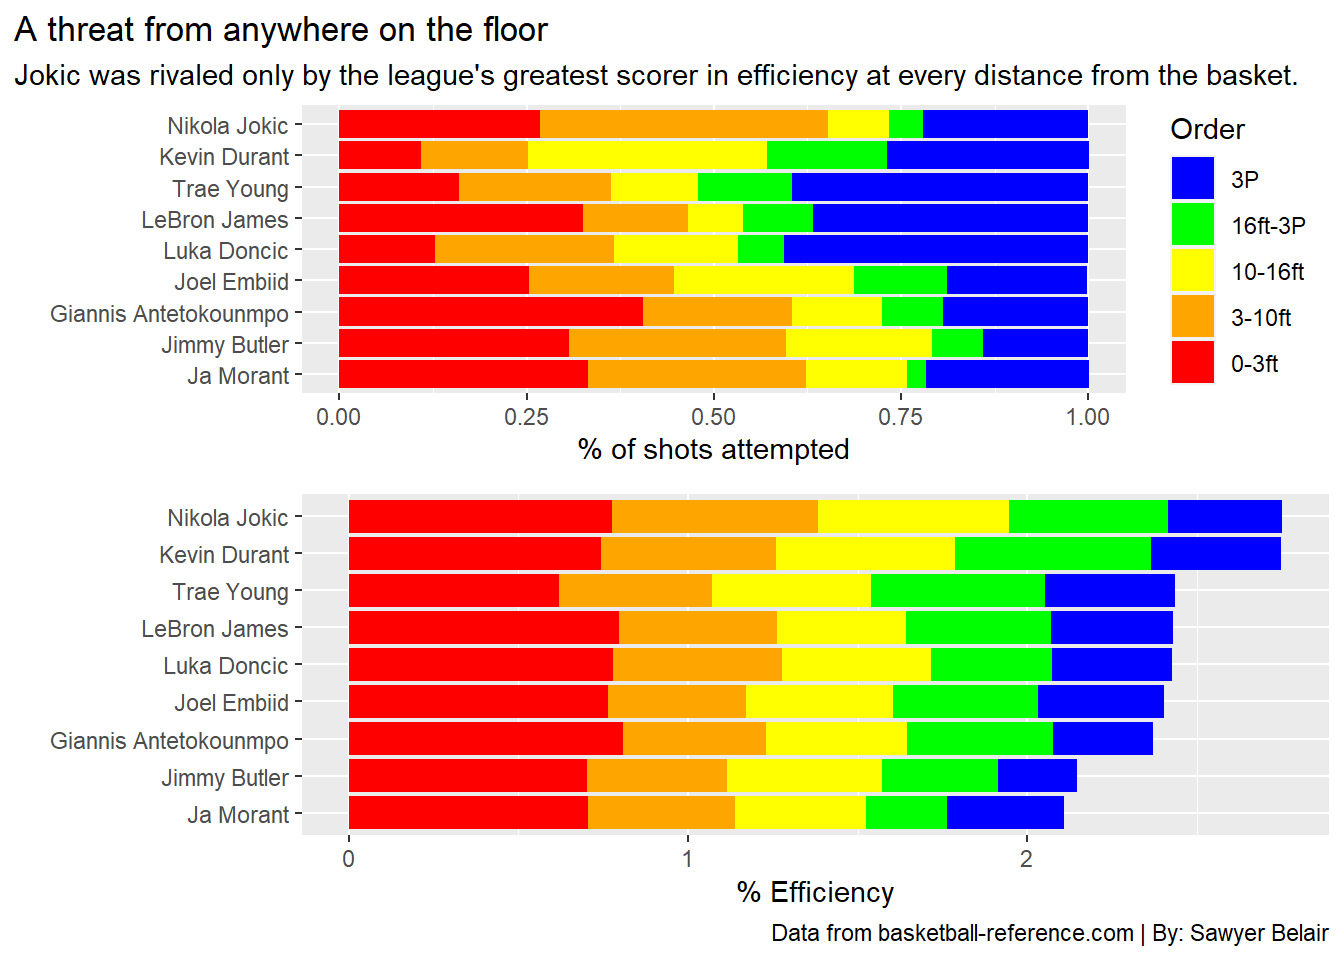 A threat from anywhere on the floor
Jokic was rivaled only by the league's greatest scorer in efficiency at every distance from the basket.
Nikola Jokic
Kevin Durant
Trae Young
LeBron James
Luka Doncic
Joel Embiid
Giannis Antetokounmpo
Jimmy Butler
Ja Morant
0.00 0.25 0.50 0.75 1.00
% of shots attempted
Order
3P
16ft-3P
10-16ft
3-10ft
0-3ft
Nikola Jokic
Kevin Durant
Trae Young
LeBron James
Luka Doncic
Joel Embiid
Giannis Antetokounmpo
Jimmy Butler
Ja Morant
0 1 2
% Efficiency
Data from basketball-reference.com | By: Sawyer Belair